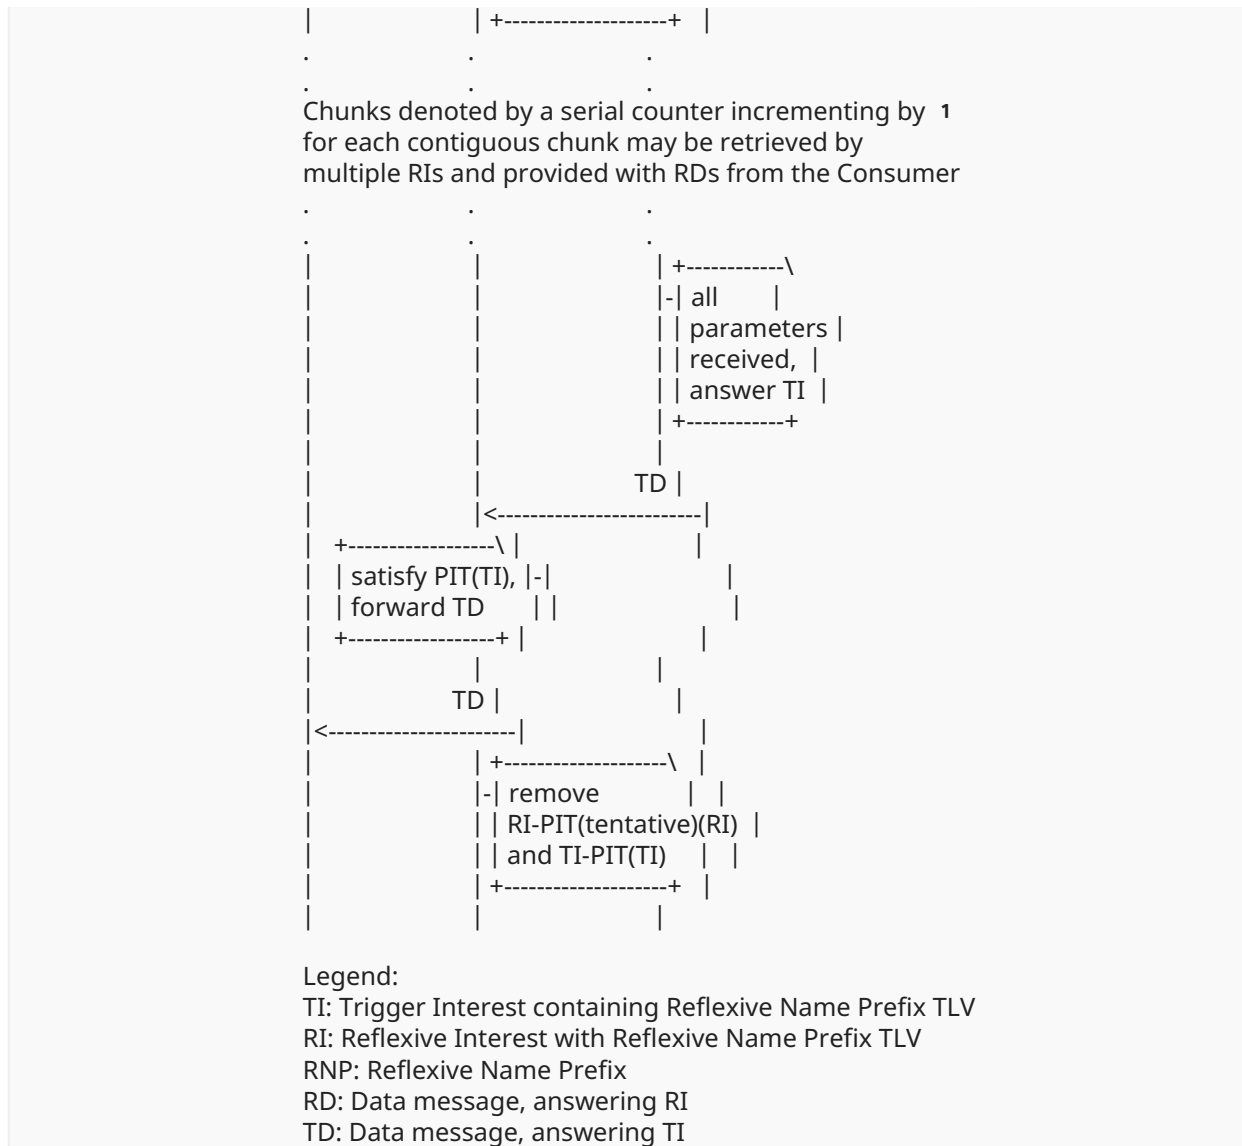 |                     | +--------------------+   |
.                    .                      .
.                    .                      .
Chunks denoted by a serial counter incrementing by 1
for each contiguous chunk may be retrieved by
multiple RIs and provided with RDs from the Consumer
.                    .                      .
.                    .                      .
|                     |                      | +------------\
|                     |                      |-| all       |
|                     |                      | | parameters |
|                     |                      | | received,  |
|                     |                      | | answer TI  |
|                     |                      | +------------+
|                     |                      |
|                     |                   TD |
|                     |<-------------------------|
|   +------------------\ |                      |
|   | satisfy PIT(TI), |-|                      |
|   | forward TD      | |                      |
|   +------------------+ |                      |
|                     |                      |
|                  TD |                      |
|<-----------------------|                      |
|                     | +--------------------\   |
|                     |-| remove           |   |
|                     | | RI-PIT(tentative)(RI)  |
|                     | | and TI-PIT(TI)     |   |
|                     | +--------------------+   |
|                     |                      |
Legend:
TI: Trigger Interest containing Reflexive Name Prefix TLV
RI: Reflexive Interest with Reflexive Name Prefix TLV
RNP: Reflexive Name Prefix
RD: Data message, answering RI
TD: Data message, answering TI